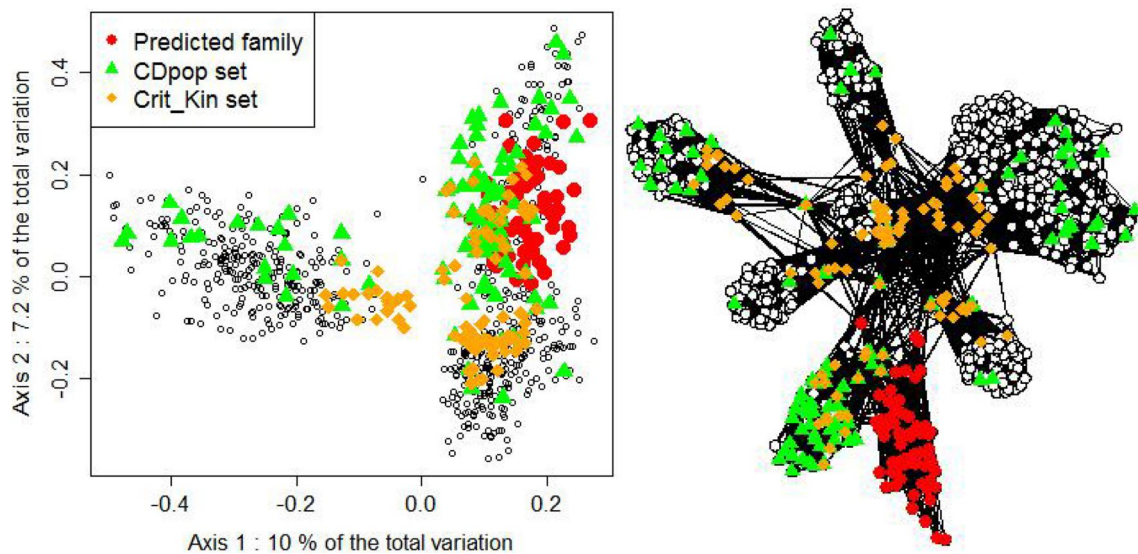 Predicted family
CDpop set
Crit_Kin set
Axis 2 : 7.2 % of the total variation
0.4
0.2
0.0
-0.2
-0.4
-0.2
0.0
0.2
Axis 1 : 10 % of the total variation